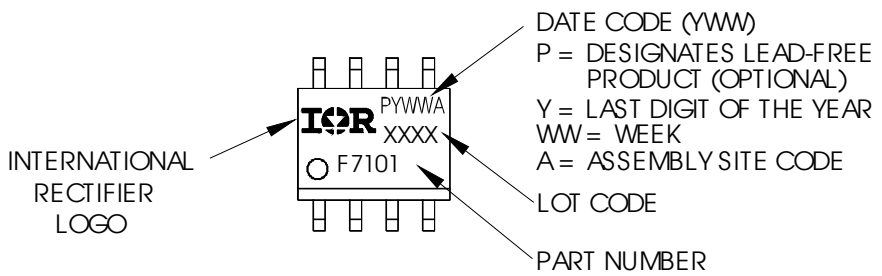 DATE CODE (YWW)
P = DESIGNATES LEAD-FREE
PRODUCT (OPTIONAL)
Y = LAST DIGIT OF THE YEAR
WW = WEEK
A = ASSEMBLY SITE CODE
LOT CODE
PART NUMBER
INTERNATIONAL
RECTIFIER
LOGO
IOR
PYWWA
XXXX
F7101